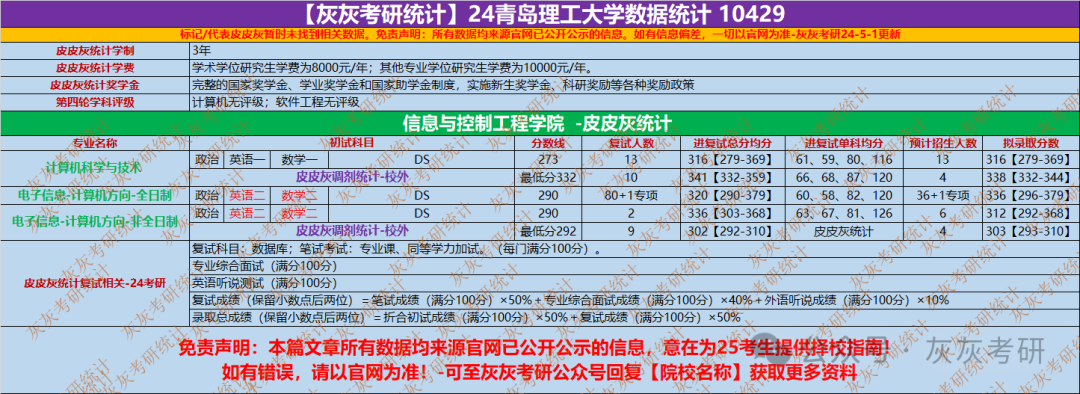 【灰灰考研统计】24青岛理工大学数据统计 10429
标记/代表皮皮灰暂时未找到相关数据。免责声明：所有数据均来源官网已公开公示的信息。如有信息偏差，一切以官网为准-灰灰考研24-5-1更新
皮皮灰统计学制 3年
皮皮灰统计学费 学术学位研究生学费为8000元/年；其他专业学位研究生学费为10000元/年。
皮皮灰统计奖学金 完整的国家奖学金、学业奖学金和国家助学金制度，实施新生奖学金、科研奖励等各种奖励政策
第四轮学科评级 计算机无评级；软件工程无评级
信息与控制工程学院 -皮皮灰统计
专业名称 初试科目 分数线 复试人数 进复试总分均分 进复试单科均分 预计招生人数 拟录取分数
计算机科学与技术 政治 英语一 数学一 DS 273 13 316【279-369】 61、59、80、116 13 316【279-369】
皮皮灰调剂统计-校外 最低分332 10 341【332-359】 66、68、87、120 4 338【332-344】
电子信息-计算机方向-全日制 政治 英语二 数学二 DS 290 80+1专项 320【290-379】 60、58、82、120 36+1专项 336【296-379】
电子信息-计算机方向-非全日制 政治 英语二 数学二 DS 290 2 336【303-368】 63、67、81、126 6 312【292-368】
皮皮灰调剂统计-校外 最低分292 9 302【292-310】 皮皮灰统计 4 303【293-310】
皮皮灰统计复试相关-24考研
复试科目：数据库；笔试考试：专业课、同等学力加试。（每门满分100分）。
专业综合面试（满分100分）
英语听说测试（满分100分）
复试成绩（保留小数点后两位）＝笔试成绩（满分100分）×50%＋专业综合面试成绩（满分100分）×40%＋外语听说成绩（满分100分）×10%
录取总成绩（保留小数点后两位）＝折合初试成绩（满分100分）×50%＋复试成绩（满分100分）×50%
免责声明：本篇文章所有数据均来源官网已公开公示的信息，意在为25考生提供择校指南！
如有错误，请以官网为准！-可至灰灰考研公众号回复【院校名称】获取更多资料
公众号 · 灰灰考研
灰灰考研统计